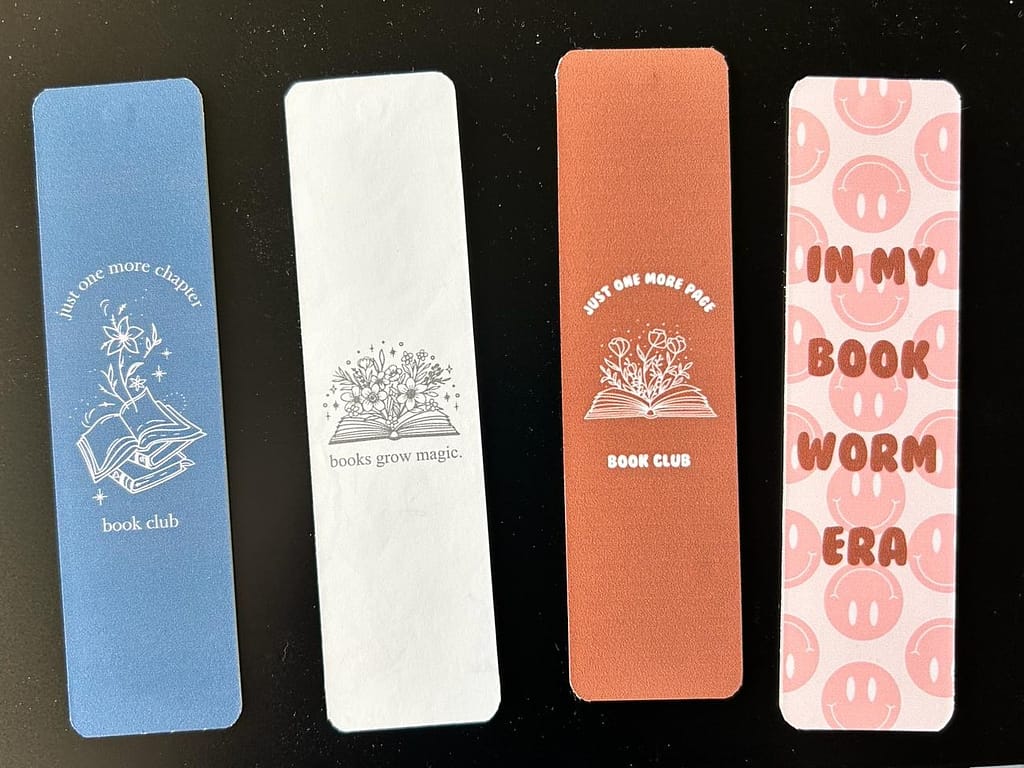 just one more chapter
book club
books grow magic.
JUST ONE MORE PAGE
BOOK CLUB
IN MY
BOOK
WORM
ERA